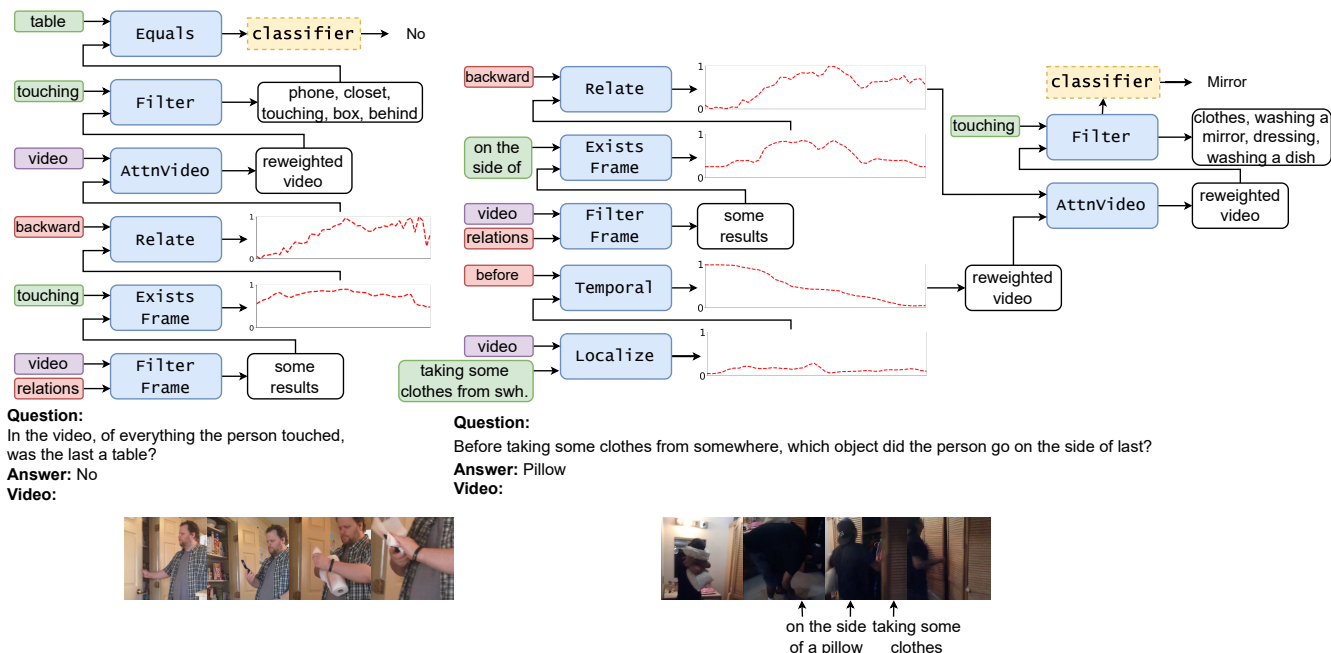 table
Equals
classifier
No
touching
Filter
phone, closet,
touching, box, behind
video
AttnVideo
reweighted
video
backward
Relate
1
0
touching
Exists
Frame
1
0
video
relations
Filter
Frame
some
results
Question:
In the video, of everything the person touched,
was the last a table?
Answer: No
Video:
backward
Relate
1
0
on the
side of
Exists
Frame
1
0
video
relations
Filter
Frame
some
results
before
Temporal
1
0
reweighted
video
video
taking some
clothes from swh.
Localize
1
0
classifier
Mirror
touching
Filter
clothes, washing a
mirror, dressing,
washing a dish
AttnVideo
reweighted
video
Question:
Before taking some clothes from somewhere, which object did the person go on the side of last?
Answer: Pillow
Video:
on the side
of a pillow
taking some
clothes